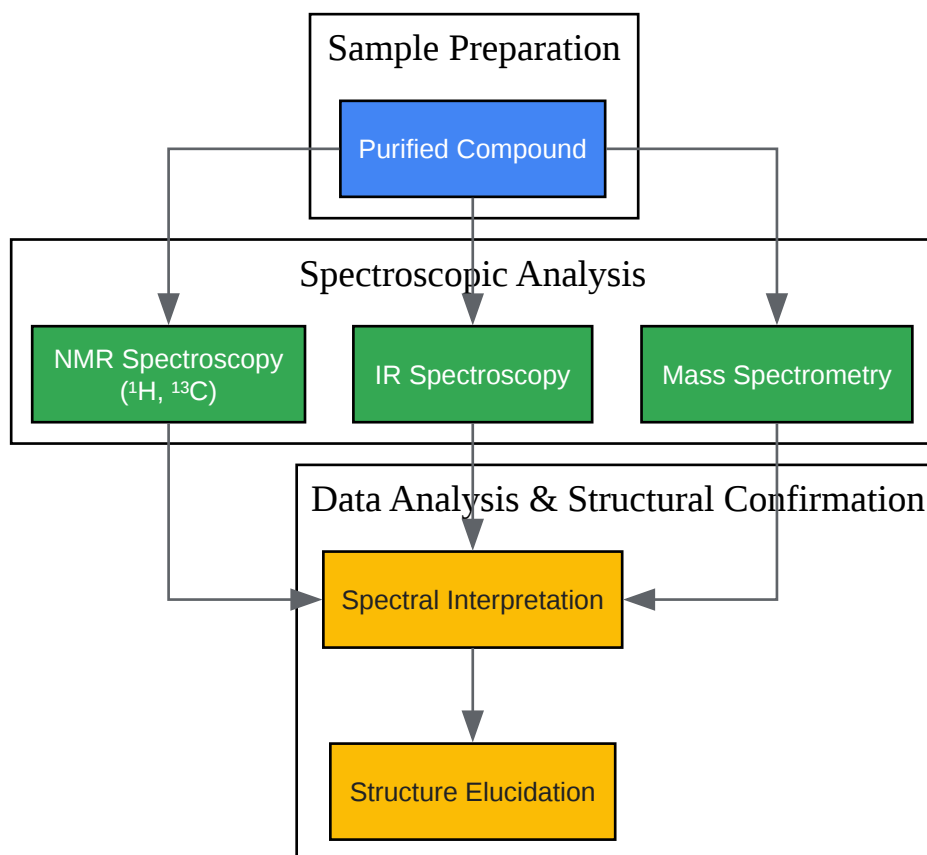 Sample Preparation
Purified Compound
Spectroscopic Analysis
NMR Spectroscopy
(¹H, ¹³C)
IR Spectroscopy
Mass Spectrometry
Data Analysis & Structural Confirmation
Spectral Interpretation
Structure Elucidation